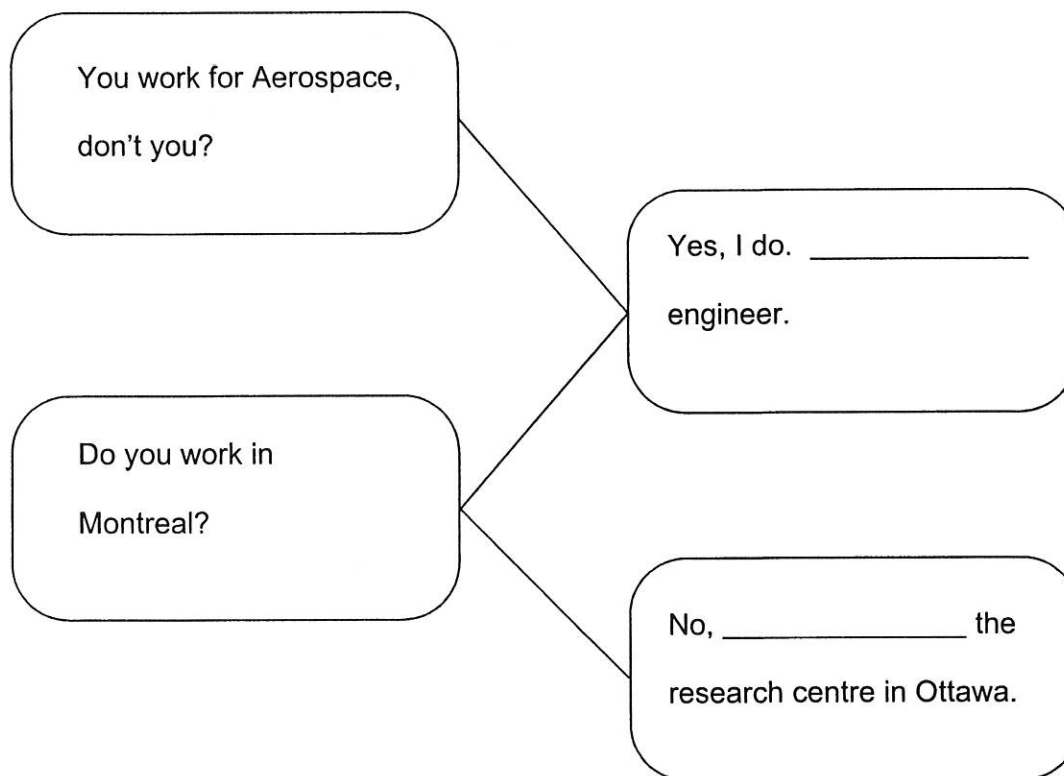 You work for Aerospace,
don't you?
Yes, I do. ____________
engineer.
Do you work in
Montreal?
No, ____________ the
research centre in Ottawa.